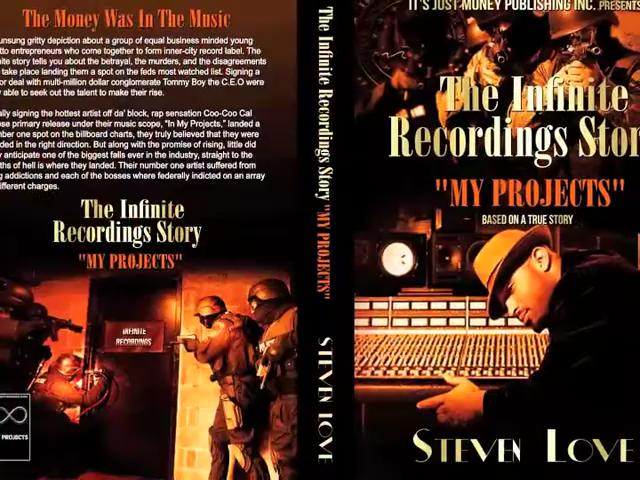 The Money Was In The Music
unsung gritty depiction about a group of equal business minded young
tto entrepreneurs who come together to form inner-city record label. The
nite story tells you about the betrayal, the murders, and the disagreements
take place landing them a spot on the feds most watched list. Signing a
or deal with multi-million dollar conglomerate Tommy Boy the C.E.O were
able to seek out the talent to make their rise.
ally signing the hottest artist off da' block, rap sensation Coo-Coo Cal
ose primary release under their music scope, "In My Projects," landed a
mber one spot on the billboard charts, they truly believed that they were
ded in the right direction. But along with the promise of rising, little did
y anticipate one of the biggest falls ever in the industry, straight to the
ths of hell is where they landed. Their number one artist suffered from
g addictions and each of the bosses where federally indicted on an array
ifferent charges.
The Infinite
Recordings Story
"MY PROJECTS"
INFINITE
RECORDINGS
PROJECTS
The Infinite Recordings Story "MY PROJECTS"
STEVEN LOVE
IT'S JUST MONEY PUBLISHING INC. PRESENTS
The Infinite
Recordings Stor
"MY PROJECTS"
BASED ON A TRUE STORY
STEVEN LOVE